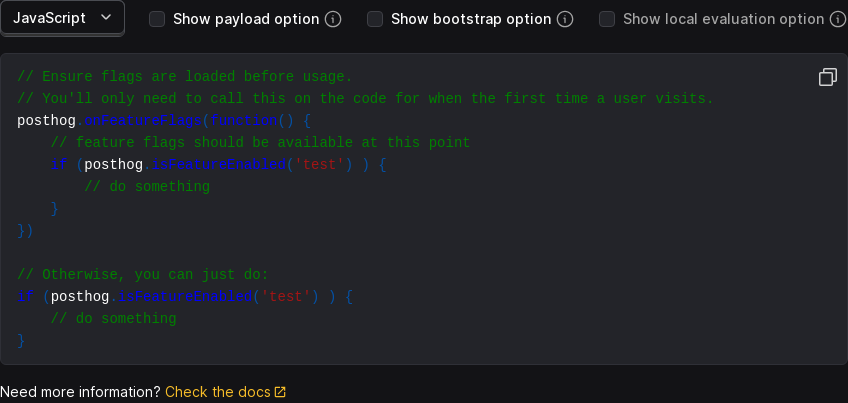 JavaScript
Show payload option
Show bootstrap option
Show local evaluation option
// Ensure flags are loaded before usage.
// You'll only need to call this on the code for when the first time a user visits.
posthog.onFeatureFlags(function() {
    // feature flags should be available at this point
    if (posthog.isFeatureEnabled('test') ) {
        // do something
    }
})

// Otherwise, you can just do:
if (posthog.isFeatureEnabled('test') ) {
    // do something
}
Need more information? Check the docs